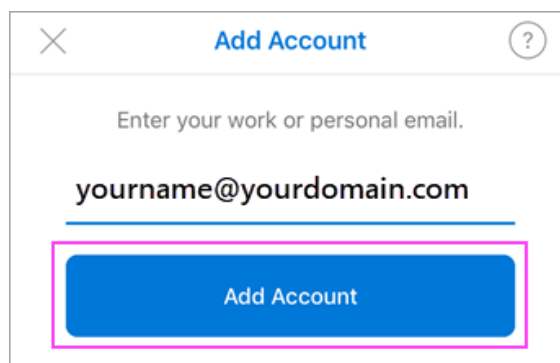 Add Account
?
Enter your work or personal email.
yourname@yourdomain.com
Add Account